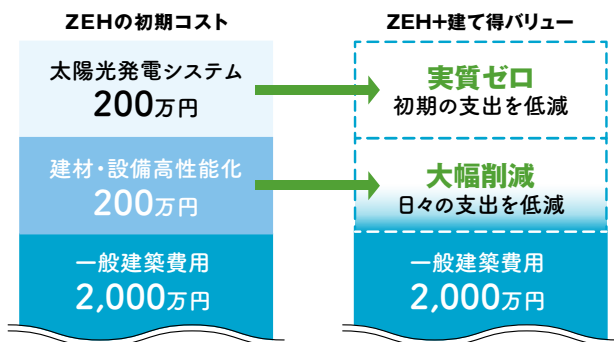 ZEHの初期コスト
太陽光発電システム
200万円
建材・設備高性能化
200万円
一般建築費用
2,000万円
ZEH+建て得バリュー
実質ゼロ
初期の支出を低減
大幅削減
日々の支出を低減
一般建築費用
2,000万円